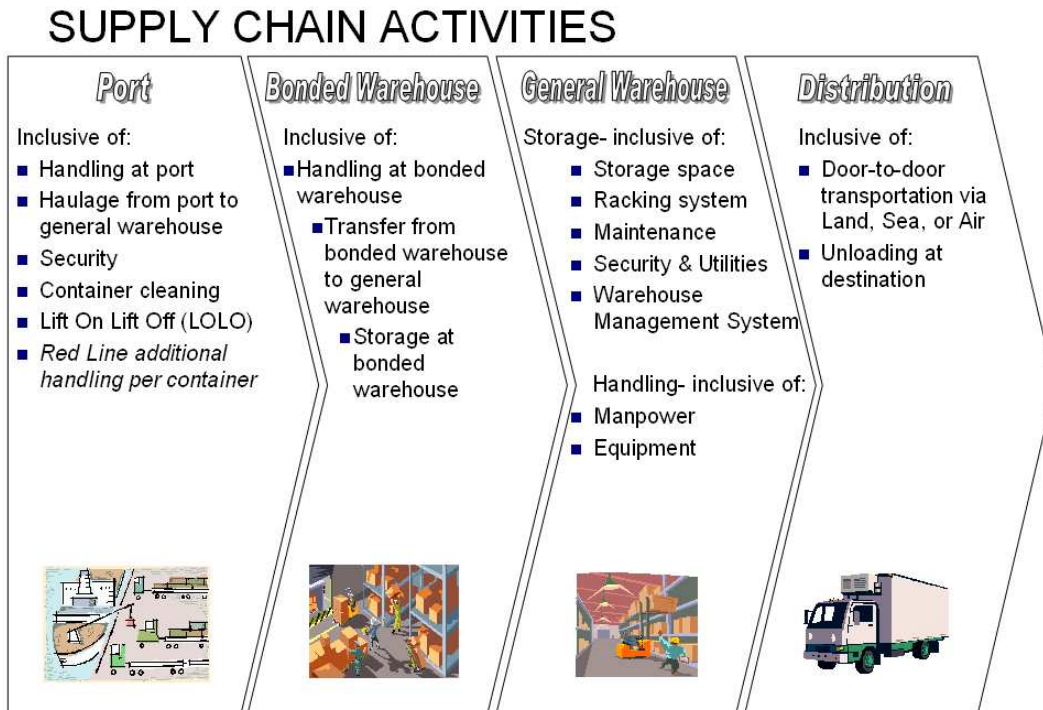 SUPPLY CHAIN ACTIVITIES
Port
Inclusive of:
Handling at port
Haulage from port to
general warehouse
Security
Container cleaning
Lift On Lift Off (LOLO)
Red Line additional
handling per container
Bonded Warehouse
Inclusive of:
Handling at bonded
warehouse
Transfer from
bonded warehouse
to general
warehouse
Storage at
bonded
warehouse
General Warehouse
Storage- inclusive of:
Storage space
Racking system
Maintenance
Security & Utilities
Warehouse
Management System
Handling- inclusive of:
Manpower
Equipment
Distribution
Inclusive of:
Door-to-door
transportation via
Land, Sea, or Air
Unloading at
destination